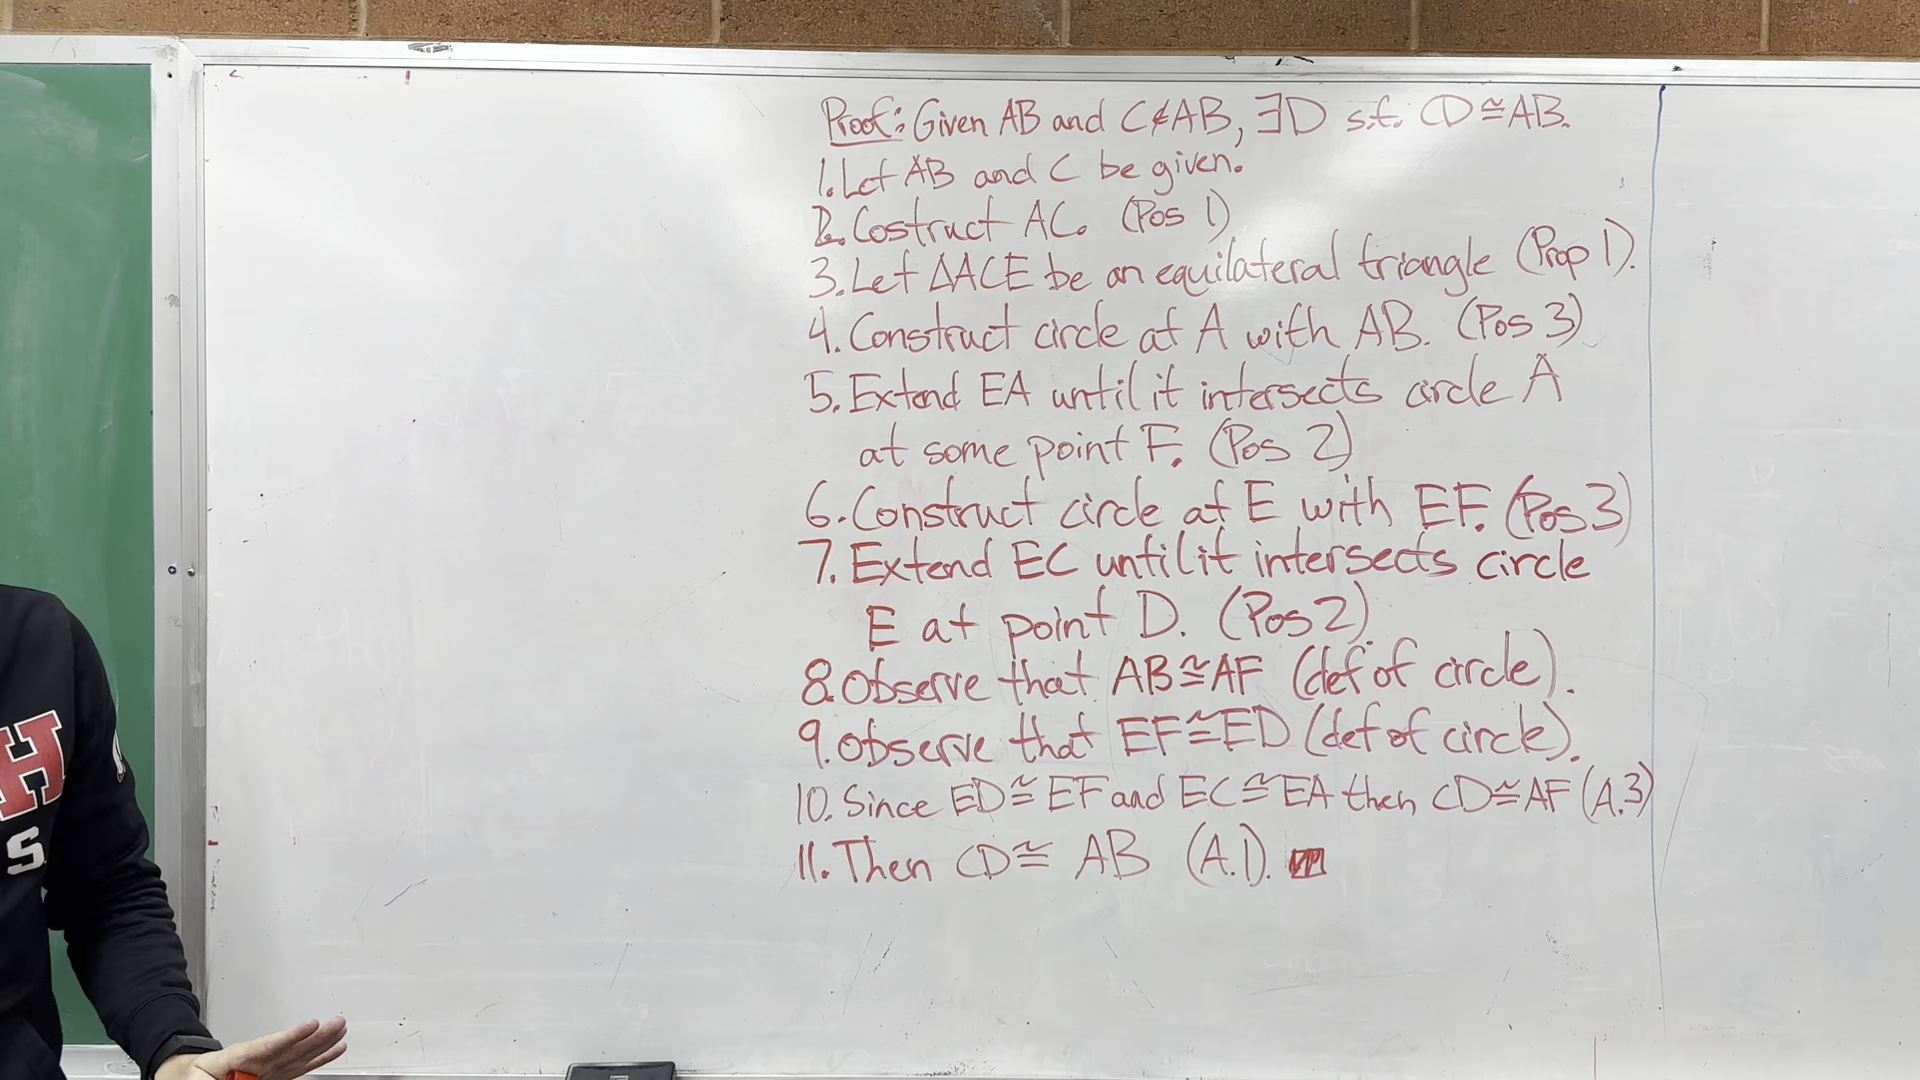 Proof: Given AB and C∉AB, ∃D s.t. CD≅AB.
1. Let AB and C be given.
2. Costruct AC. (Pos 1)
3. Let ΔACE be an equilateral triangle (Prop 1).
4. Construct circle at A with AB. (Pos 3)
5. Extend EA until it intersects circle A
at some point F. (Pos 2)
6. Construct circle at E with EF. (Pos 3)
7. Extend EC until it intersects circle
E at point D. (Pos 2).
8. Observe that AB≅AF (def of circle).
9. Observe that EF≅ED (def of circle).
10. Since ED≅EF and EC≅EA then CD≅AF (A.3)
11. Then CD≅AB (A.1).
H
S